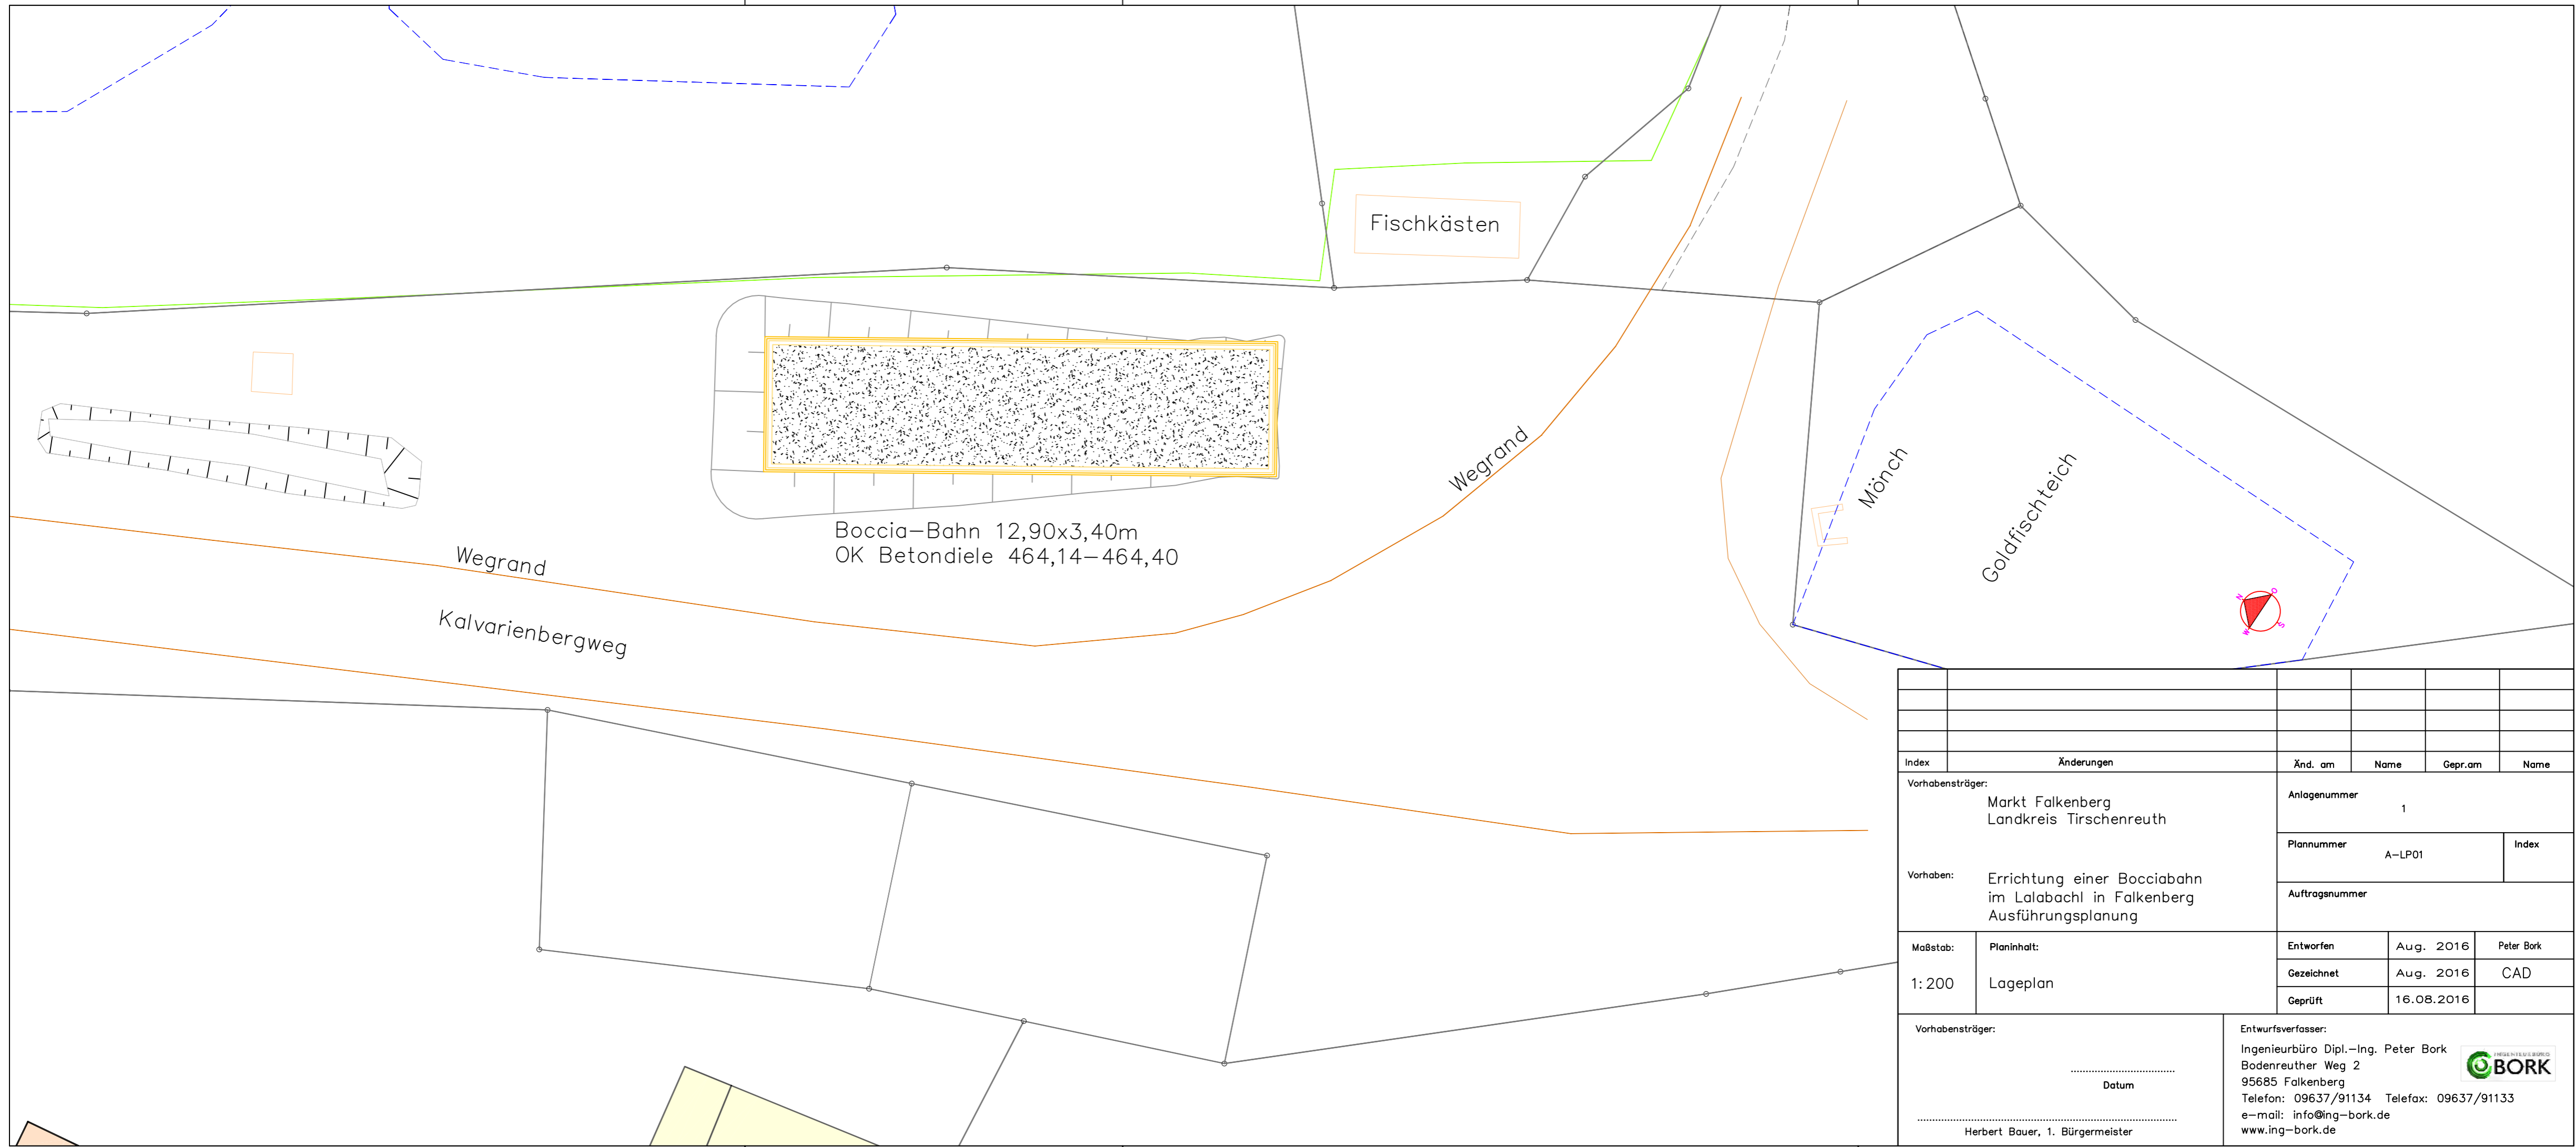 Fischkästen
Wegrand
Mönch
Goldfischteich
Boccia-Bahn 12,90x3,40m
OK Betondiele 464,14-464,40
Wegrand
Kalvarienbergweg
N
O
S
W
Index
Änderungen
Änd. am
Name
Gepr.am
Name
Vorhabensträger:
Markt Falkenberg
Landkreis Tirschenreuth
Anlagenummer
1
Plannummer
A-LP01
Index
Vorhaben:
Errichtung einer Bocciabahn
im Lalabachl in Falkenberg
Ausführungsplanung
Auftragsnummer
Maßstab:
1:200
Planinhalt:
Lageplan
Entworfen Aug. 2016 Peter Bork
Gezeichnet Aug. 2016 CAD
Geprüft 16.08.2016
Vorhabensträger:
Datum
Herbert Bauer, 1. Bürgermeister
Entwurfsverfasser:
Ingenieurbüro Dipl.-Ing. Peter Bork
Bodenreuther Weg 2
95685 Falkenberg
Telefon: 09637/91134 Telefax: 09637/91133
e-mail: info@ing-bork.de
www.ing-bork.de
INGENIEURBÜRO
BORK